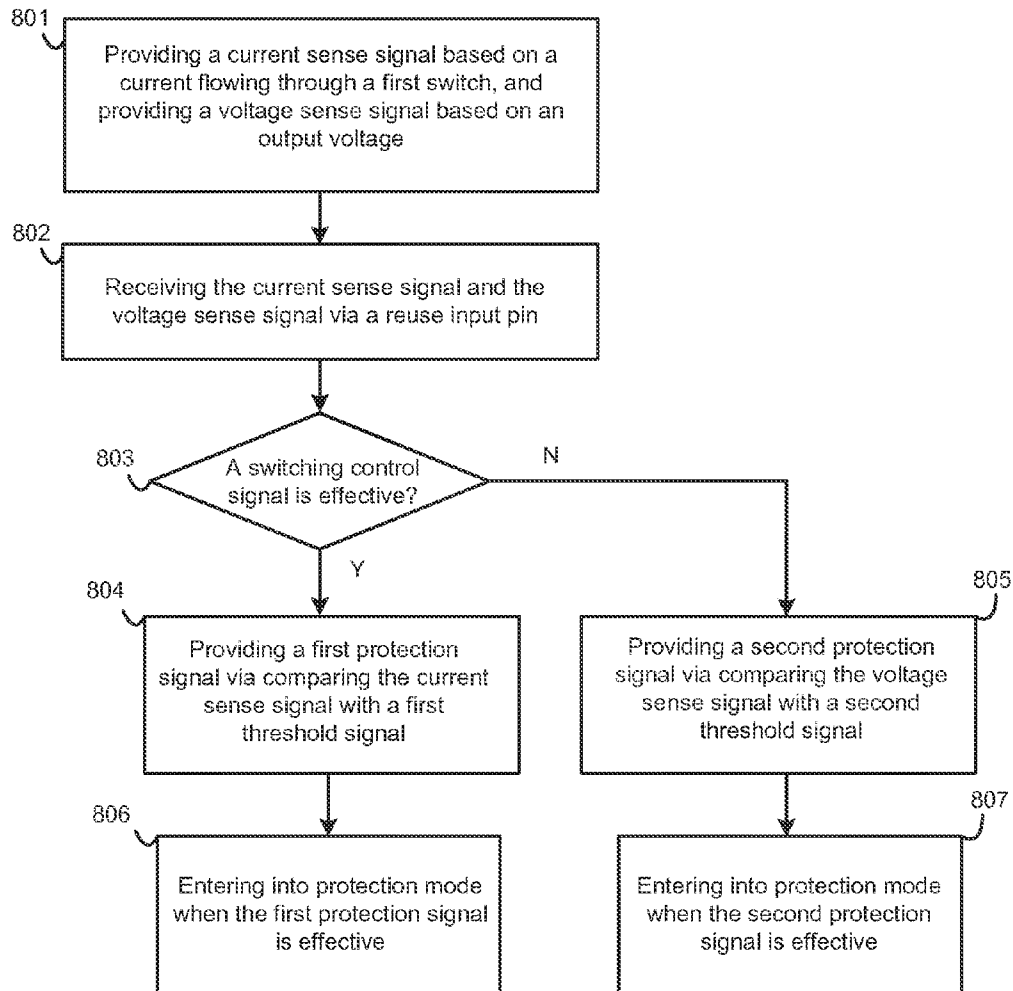 801
Providing a current sense signal based on a
current flowing through a first switch, and
providing a voltage sense signal based on an
output voltage
802
Receiving the current sense signal and the
voltage sense signal via a reuse input pin
803
A switching control
signal is effective?
N
Y
804
Providing a first protection
signal via comparing the current
sense signal with a first
threshold signal
805
Providing a second protection
signal via comparing the voltage
sense signal with a second
threshold signal
806
Entering into protection mode
when the first protection signal
is effective
807
Entering into protection mode
when the second protection
signal is effective